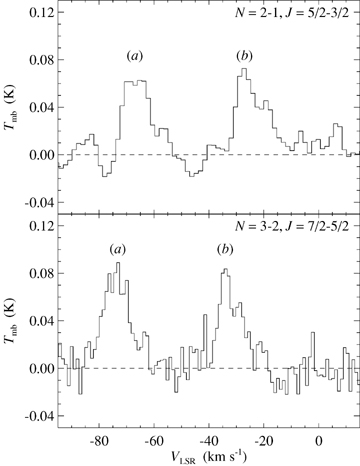 N = 2-1, J = 5/2-3/2
0.12
(a)
(b)
0.08
T_mb (K)
0.04
0.00
-0.04
N = 3-2, J = 7/2-5/2
0.12
(a)
(b)
0.08
T_mb (K)
0.04
0.00
-0.04
-80 -60 -40 -20 0
V_LSR (km s⁻¹)